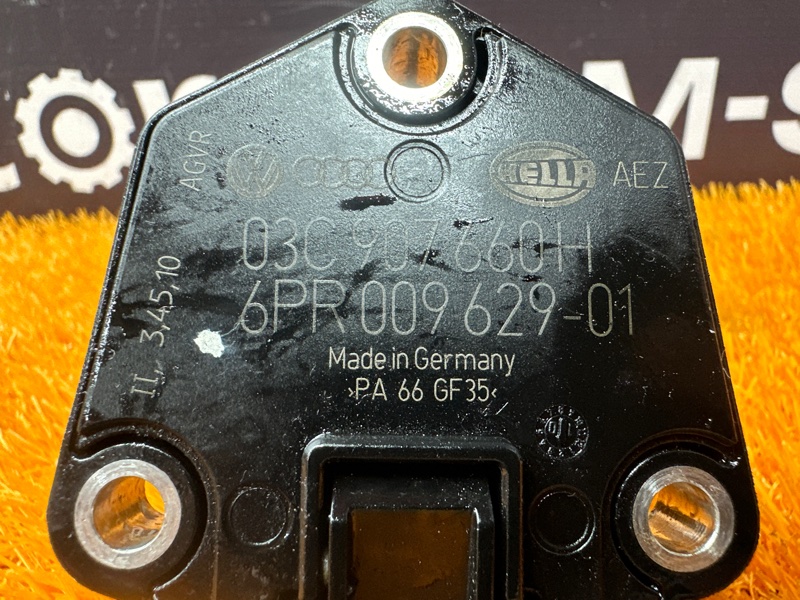 AGVR
HELLA
AEZ
03C 907 660 H
6PR 009 629-01
Made in Germany
>PA 66 GF35<
II, 3,45,10
M-S